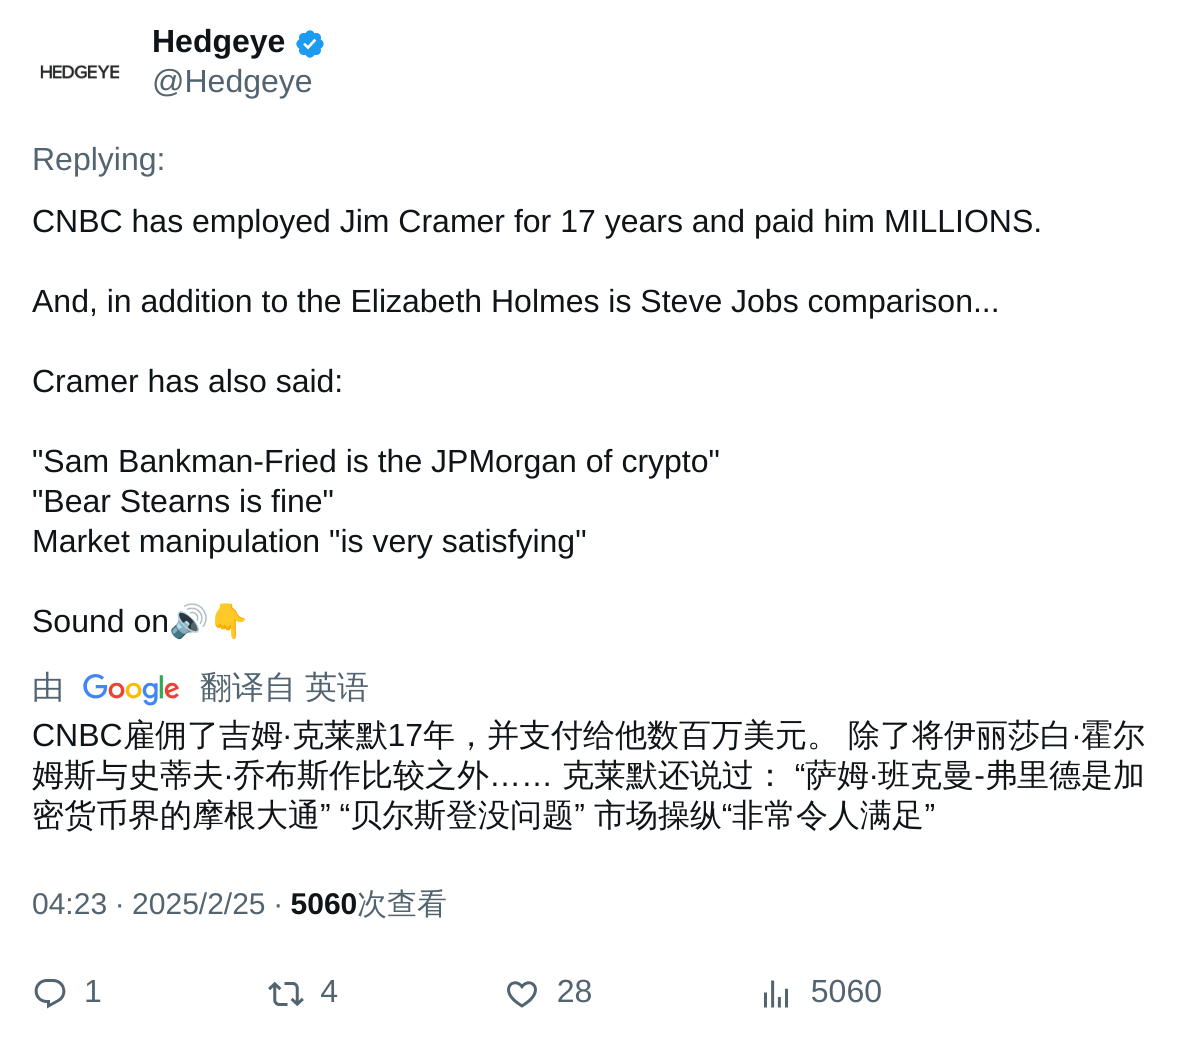 HEDGEYE
Hedgeye
@Hedgeye
Replying:
CNBC has employed Jim Cramer for 17 years and paid him MILLIONS.
And, in addition to the Elizabeth Holmes is Steve Jobs comparison...
Cramer has also said:
"Sam Bankman-Fried is the JPMorgan of crypto"
"Bear Stearns is fine"
Market manipulation "is very satisfying"
Sound on🔊👇
由 Google 翻译自 英语
CNBC雇佣了吉姆·克莱默17年，并支付给他数百万美元。 除了将伊丽莎白·霍尔
姆斯与史蒂夫·乔布斯作比较之外…… 克莱默还说过： “萨姆·班克曼-弗里德是加
密货币界的摩根大通” “贝尔斯登没问题” 市场操纵“非常令人满足”
04:23 · 2025/2/25 · 5060次查看
1 4 28 5060